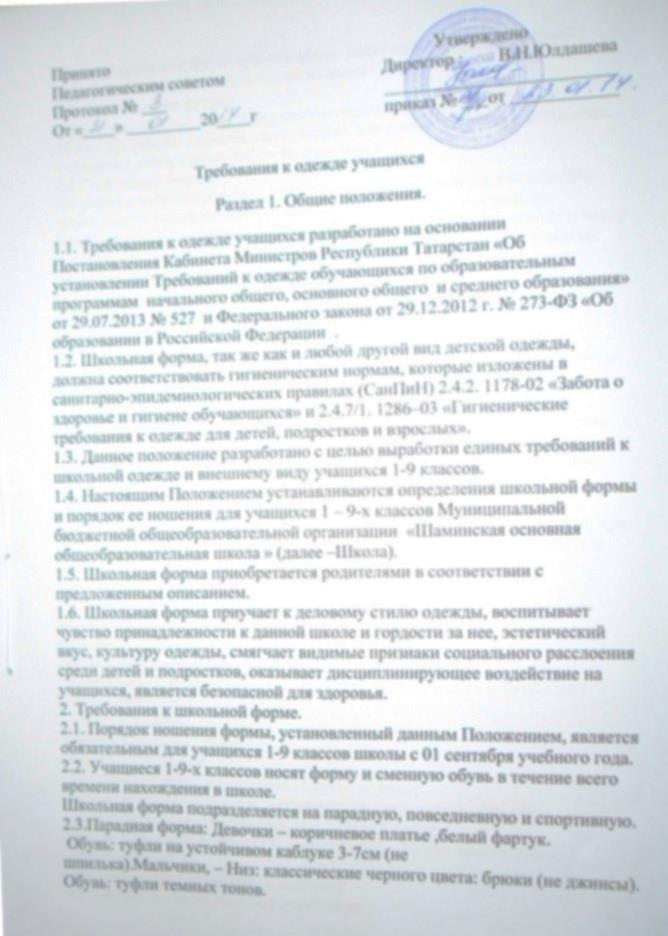 Принято
Педагогическим советом
Протокол № 3
От «__» ________20 14 г
Утверждено
Директор: В.Н.Юлдашева
приказ № от 23 01. 14.
Требования к одежде учащихся
Раздел 1. Общие положения.
1.1. Требования к одежде учащихся разработано на основании
Постановления Кабинета Министров Республики Татарстан «Об
установлении Требований к одежде обучающихся по образовательным
программам начального общего, основного общего и среднего образования»
от 29.07.2013 № 527 и Федерального закона от 29.12.2012 г. № 273-ФЗ «Об
образовании в Российской Федерации .
1.2. Школьная форма, так же как и любой другой вид детской одежды,
должна соответствовать гигиеническим нормам, которые изложены в
санитарно-эпидемиологических правилах (СанПиН) 2.4.2. 1178-02 «Забота о
здоровье и гигиене обучающихся» и 2.4.7/1. 1286–03 «Гигиенические
требования к одежде для детей, подростков и взрослых».
1.3. Данное положение разработано с целью выработки единых требований к
школьной одежде и внешнему виду учащихся 1-9 классов.
1.4. Настоящим Положением устанавливаются определения школьной формы
и порядок ее ношения для учащихся 1 – 9-х классов Муниципальной
бюджетной общеобразовательной организации «Шаминская основная
общеобразовательная школа » (далее –Школа).
1.5. Школьная форма приобретается родителями в соответствии с
предложенным описанием.
1.6. Школьная форма приучает к деловому стилю одежды, воспитывает
чувство принадлежности к данной школе и гордости за нее, эстетический
вкус, культуру одежды, смягчает видимые признаки социального расслоения
среди детей и подростков, оказывает дисциплинирующее воздействие на
учащихся, является безопасной для здоровья.
2. Требования к школьной форме.
2.1. Порядок ношения формы, установленный данным Положением, является
обязательным для учащихся 1-9 классов школы с 01 сентября учебного года.
2.2. Учащиеся 1-9-х классов носят форму и сменную обувь в течение всего
времени нахождения в школе.
Школьная форма подразделяется на парадную, повседневную и спортивную.
2.3.Парадная форма: Девочки – коричневое платье ,белый фартук.
Обувь: туфли на устойчивом каблуке 3-7см (не
шпилька).Мальчики, – Низ: классические черного цвета: брюки (не джинсы).
Обувь: туфли темных тонов.